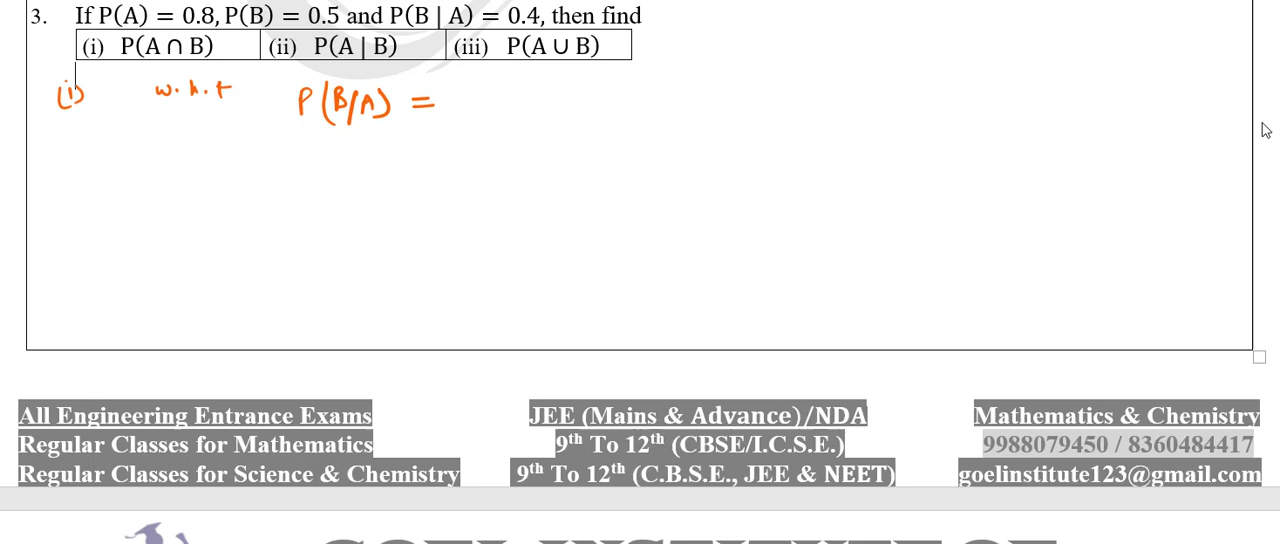 3. If P(A) = 0.8, P(B) = 0.5 and P(B | A) = 0.4, then find
(i) P(A ∩ B) (ii) P(A | B) (iii) P(A ∪ B)
(i) w.k.t P(B/A) =
All Engineering Entrance Exams JEE (Mains & Advance)/NDA Mathematics & Chemistry
Regular Classes for Mathematics 9th To 12th (CBSE/I.C.S.E.) 9988079450 / 8360484417
Regular Classes for Science & Chemistry 9th To 12th (C.B.S.E., JEE & NEET) goelinstitute123@gmail.com